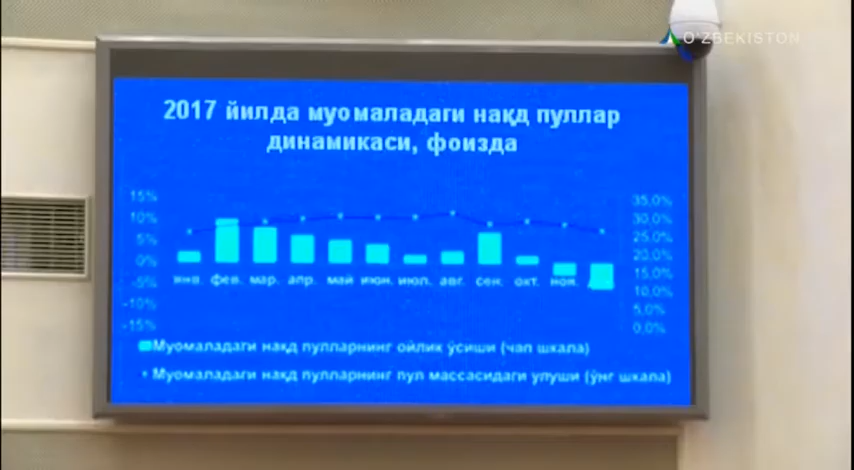 O'ZBEKISTON
2017 йилда муомаладаги нақд пуллар
динамикаси, фоизда
15%
10%
5%
0%
-5%
-10%
-15%
35,0%
30,0%
25,0%
20,0%
15,0%
10,0%
5,0%
0,0%
янв. фев. мар. апр. май июн. июл. авг. сен. окт. ноя.
Муомаладаги нақд пулларнинг ойлик ўсиши (чап шкала)
Муомаладаги нақд пулларнинг пул массасидаги улуши (ўнг шкала)